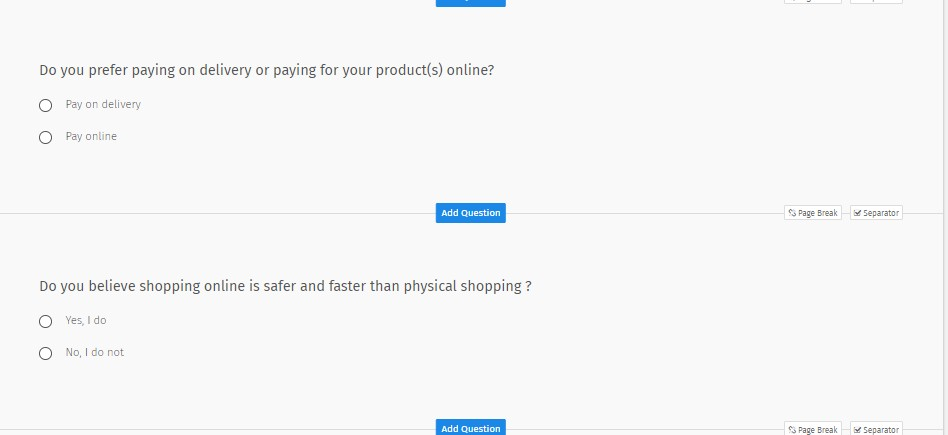 Do you prefer paying on delivery or paying for your product(s) online?
Pay on delivery
Pay online
Add Question
Page Break
Separator
Do you believe shopping online is safer and faster than physical shopping ?
Yes, I do
No, I do not
Add Question
Page Break
Separator